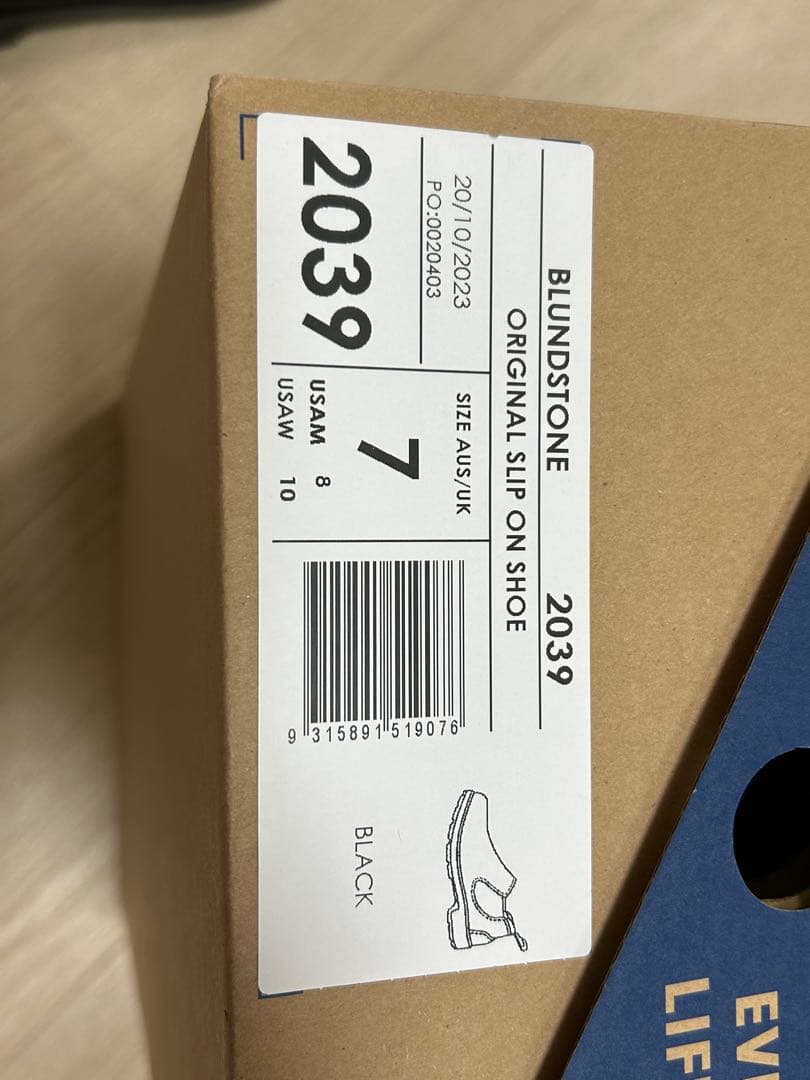 BLUNDSTONE 2039
ORIGINAL SLIP ON SHOE
20/10/2023
PO:0020403
2039
SIZE AUS/UK
7
USAM 8
USAW 10
9 315891 519076
BLACK